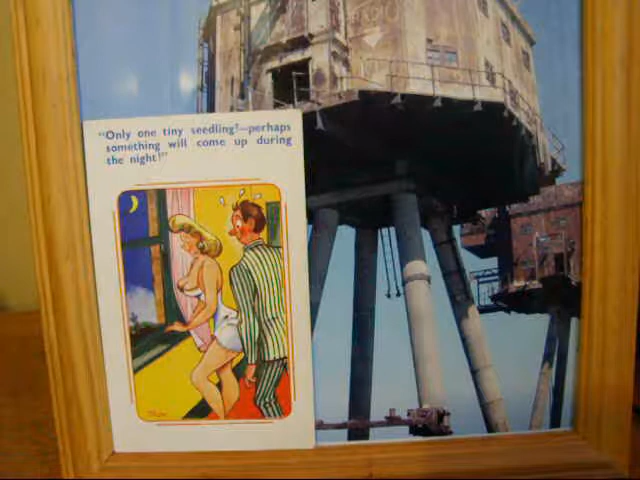 "Only one tiny seedling?—perhaps
something will come up during
the night!"